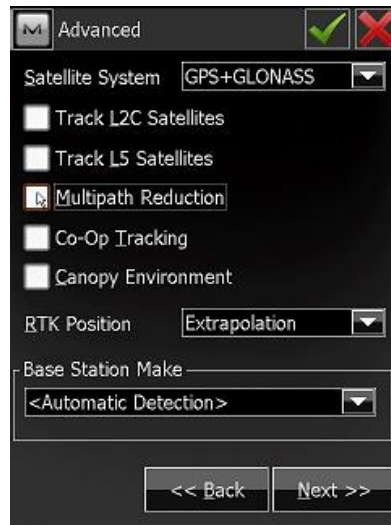 Advanced
Satellite System GPS+GLONASS
Track L2C Satellites
Track L5 Satellites
Multipath Reduction
Co-Op Tracking
Canopy Environment
RTK Position Extrapolation
Base Station Make
<Automatic Detection>
<< Back Next >>